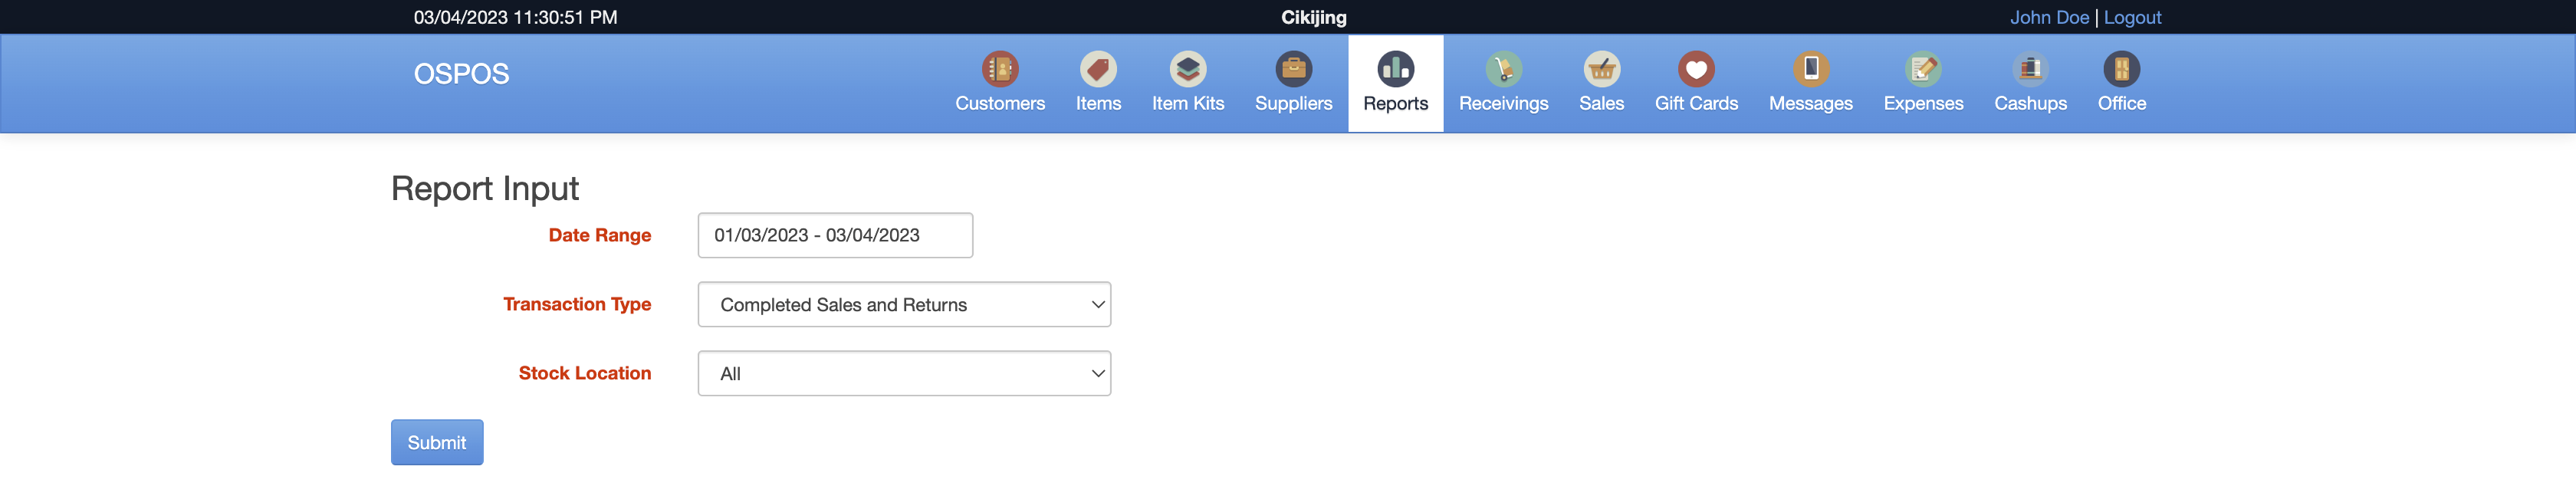 03/04/2023 11:30:51 PM
Cikijing
John Doe | Logout
OSPOS
Customers
Items
Item Kits
Suppliers
Reports
Receivings
Sales
Gift Cards
Messages
Expenses
Cashups
Office
Report Input
Date Range
01/03/2023 - 03/04/2023
Transaction Type
Completed Sales and Returns
Stock Location
All
Submit